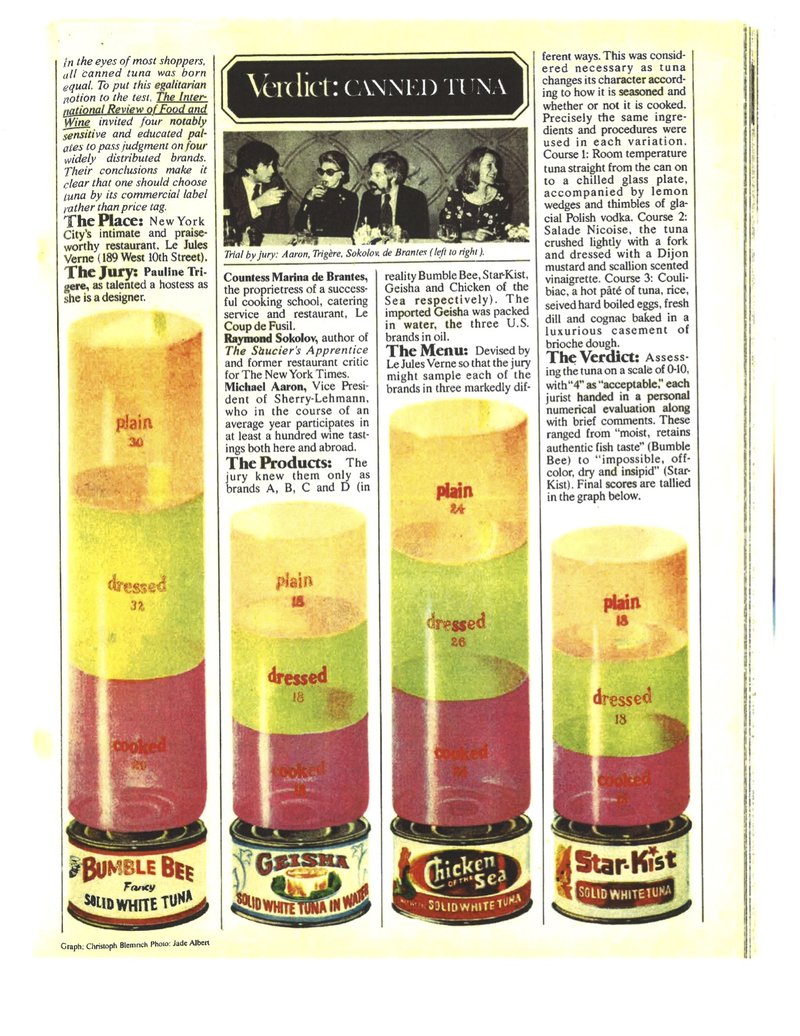 In the eyes of most shoppers,
all canned tuna was born
equal. To put this egalitarian
notion to the test, The Inter-
national Review of Food and
Wine invited four notably
sensitive and educated pal-
ates to pass judgment on four
widely distributed brands.
Their conclusions make it
clear that one should choose
tuna by its commercial label
rather than price tag.
The Place: New York
City's intimate and praise-
worthy restaurant, Le Jules
Verne (189 West 10th Street).
The Jury: Pauline Tri-
gere, as talented a hostess as
she is a designer.
Verdict: CANNED TUNA
Trial by jury: Aaron, Trigère, Sokolov, de Brantes (left to right).
Countess Marina de Brantes,
the proprietress of a success-
ful cooking school, catering
service and restaurant, Le
Coup de Fusil.
Raymond Sokolov, author of
The Saucier's Apprentice
and former restaurant critic
for The New York Times.
Michael Aaron, Vice Presi-
dent of Sherry-Lehmann,
who in the course of an
average year participates in
at least a hundred wine tast-
ings both here and abroad.
The Products: The
jury knew them only as
brands A, B, C and D (in
reality Bumble Bee, Star-Kist,
Geisha and Chicken of the
Sea respectively). The
imported Geisha was packed
in water, the three U.S.
brands in oil.
The Menu: Devised by
Le Jules Verne so that the jury
might sample each of the
brands in three markedly dif-
ferent ways. This was consid-
ered necessary as tuna
changes its character accord-
ing to how it is seasoned and
whether or not it is cooked.
Precisely the same ingre-
dients and procedures were
used in each variation.
Course 1: Room temperature
tuna straight from the can on
to a chilled glass plate,
accompanied by lemon
wedges and thimbles of gla-
cial Polish vodka. Course 2:
Salade Nicoise, the tuna
crushed lightly with a fork
and dressed with a Dijon
mustard and scallion scented
vinaigrette. Course 3: Couli-
biac, a hot pâté of tuna, rice,
seived hard boiled eggs, fresh
dill and cognac baked in a
luxurious casement of
brioche dough.
The Verdict: Assess-
ing the tuna on a scale of 0-10,
with "4" as "acceptable," each
jurist handed in a personal
numerical evaluation along
with brief comments. These
ranged from "moist, retains
authentic fish taste" (Bumble
Bee) to "impossible, off-
color, dry and insipid" (Star-
Kist). Final scores are tallied
in the graph below.
plain
30
dressed
32
cooked
BUMBLE BEE
Fancy
SOLID WHITE TUNA
plain
18
dressed
18
cooked
GEISHA
SOLID WHITE TUNA IN WATER
plain
24
dressed
26
cooked
Chicken
OF THE Sea
SOLID WHITE TUNA
plain
18
dressed
18
cooked
Star-Kist
SOLID WHITE TUNA
Graph: Christoph Blemrich Photo: Jade Albert